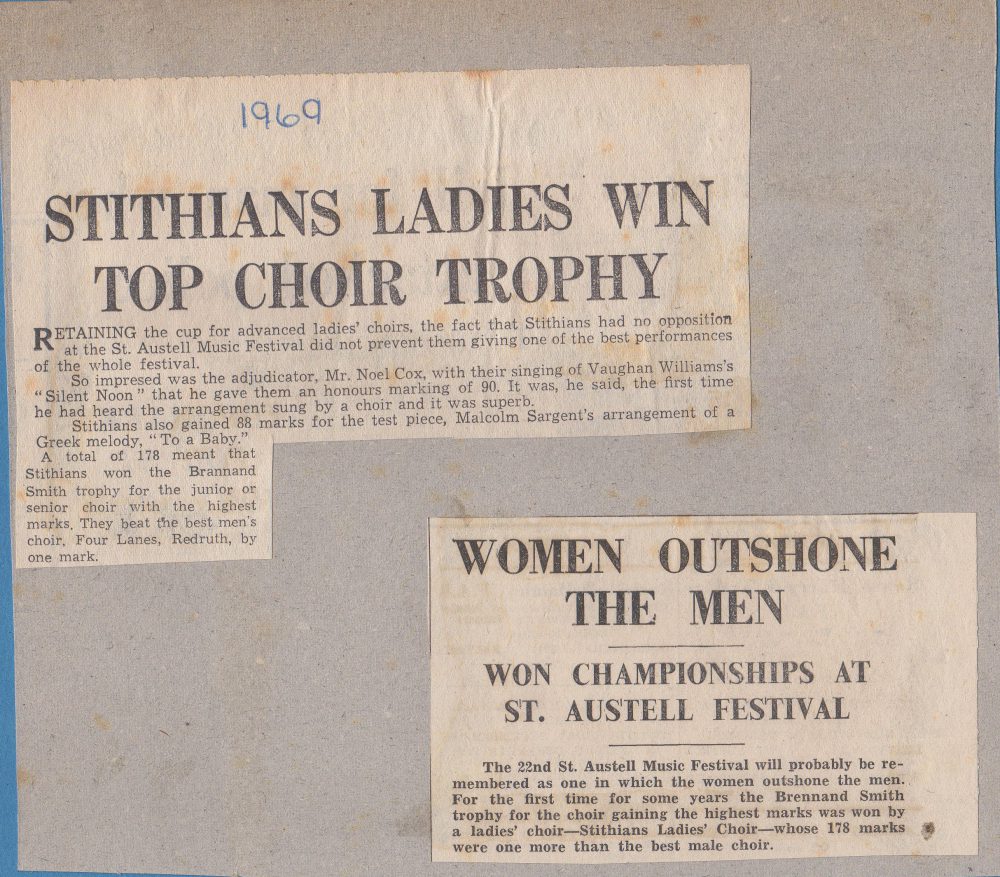 1969
STITHIANS LADIES WIN
TOP CHOIR TROPHY
RETAINING the cup for advanced ladies' choirs, the fact that Stithians had no opposition
at the St. Austell Music Festival did not prevent them giving one of the best performances
of the whole festival.
So impresed was the adjudicator, Mr. Noel Cox, with their singing of Vaughan Williams's
"Silent Noon" that he gave them an honours marking of 90. It was, he said, the first time
he had heard the arrangement sung by a choir and it was superb.
Stithians also gained 88 marks for the test piece, Malcolm Sargent's arrangement of a
Greek melody, "To a Baby."
A total of 178 meant that
Stithians won the Brannand
Smith trophy for the junior or
senior choir with the highest
marks. They beat the best men's
choir, Four Lanes, Redruth, by
one mark.
WOMEN OUTSHONE
THE MEN
WON CHAMPIONSHIPS AT
ST. AUSTELL FESTIVAL
The 22nd St. Austell Music Festival will probably be re-
membered as one in which the women outshone the men.
For the first time for some years the Brennand Smith
trophy for the choir gaining the highest marks was won by
a ladies' choir—Stithians Ladies' Choir—whose 178 marks
were one more than the best male choir.